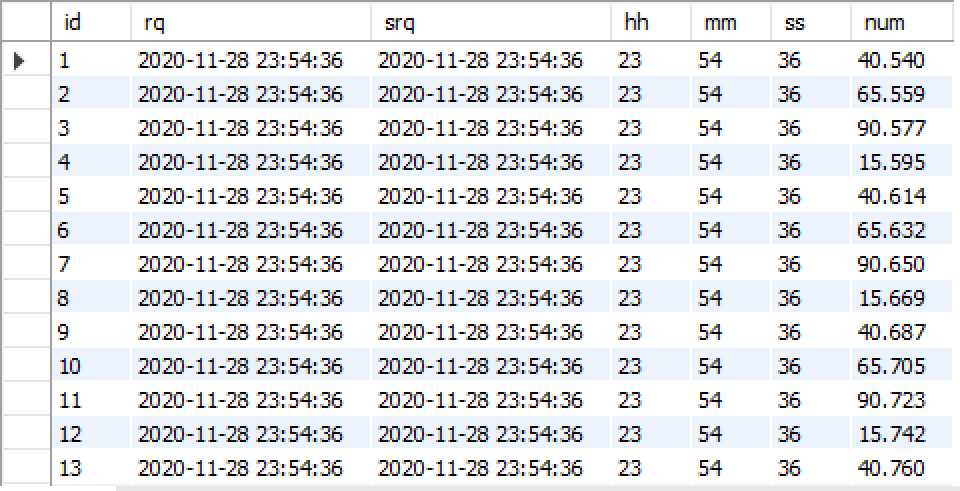 id rq srq hh mm ss num
1 2020-11-28 23:54:36 2020-11-28 23:54:36 23 54 36 40.540
2 2020-11-28 23:54:36 2020-11-28 23:54:36 23 54 36 65.559
3 2020-11-28 23:54:36 2020-11-28 23:54:36 23 54 36 90.577
4 2020-11-28 23:54:36 2020-11-28 23:54:36 23 54 36 15.595
5 2020-11-28 23:54:36 2020-11-28 23:54:36 23 54 36 40.614
6 2020-11-28 23:54:36 2020-11-28 23:54:36 23 54 36 65.632
7 2020-11-28 23:54:36 2020-11-28 23:54:36 23 54 36 90.650
8 2020-11-28 23:54:36 2020-11-28 23:54:36 23 54 36 15.669
9 2020-11-28 23:54:36 2020-11-28 23:54:36 23 54 36 40.687
10 2020-11-28 23:54:36 2020-11-28 23:54:36 23 54 36 65.705
11 2020-11-28 23:54:36 2020-11-28 23:54:36 23 54 36 90.723
12 2020-11-28 23:54:36 2020-11-28 23:54:36 23 54 36 15.742
13 2020-11-28 23:54:36 2020-11-28 23:54:36 23 54 36 40.760